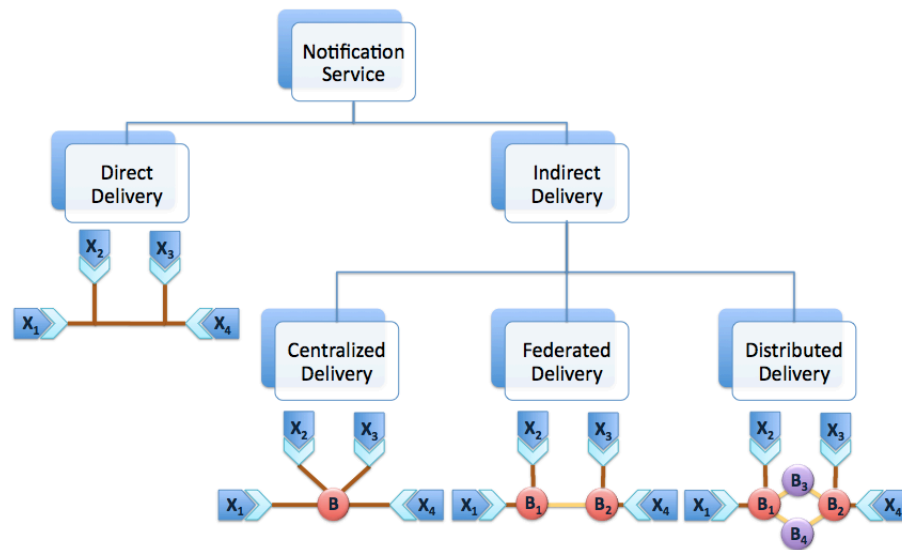 Notification
Service
Direct
Delivery
Indirect
Delivery
X2
X3
X1
X4
Centralized
Delivery
Federated
Delivery
Distributed
Delivery
X2
X3
X2
X3
X2
X3
X1
B
X4
X1
B1
B2
X4
X1
B1
B3
B2
X4
B4